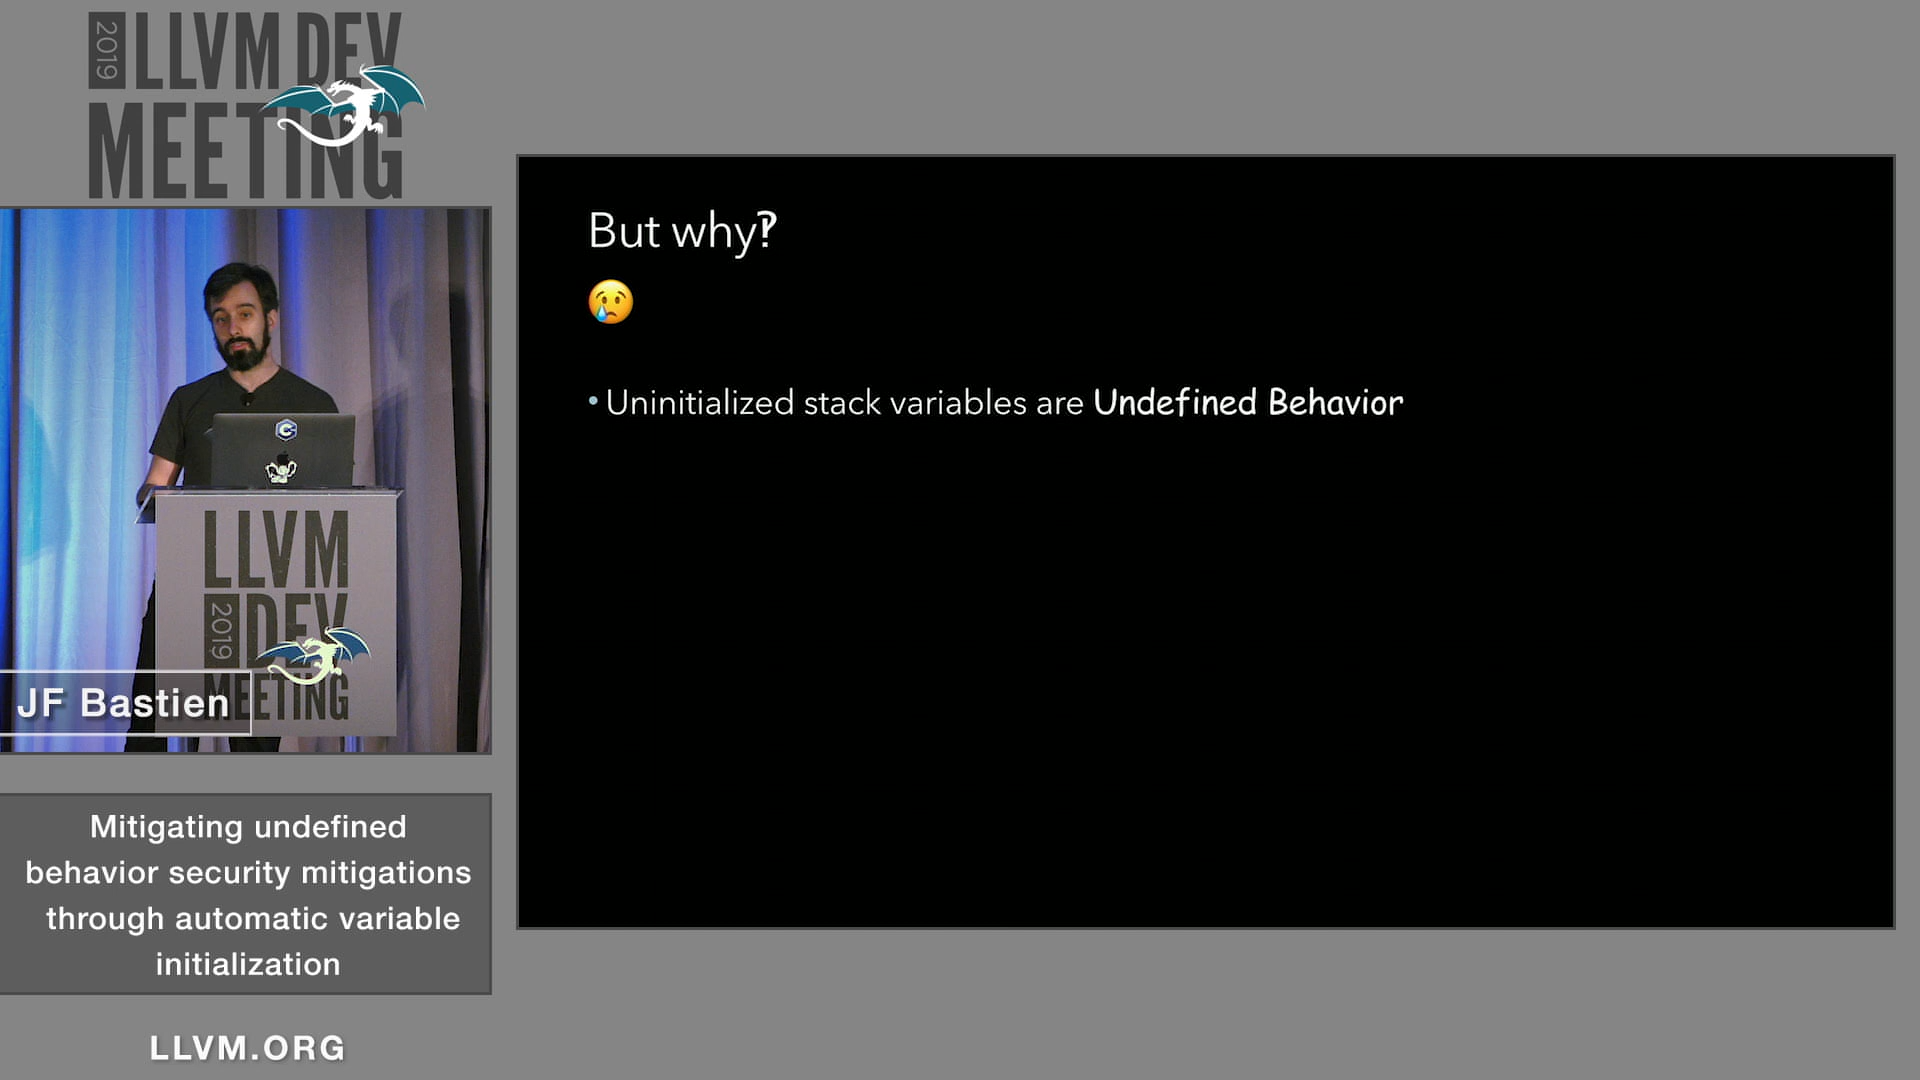 2019 LLVM DEV
MEETING
But why‽
😢
• Uninitialized stack variables are Undefined Behavior
LLVM
2019 DEV
MEETING
JF Bastien
Mitigating undefined
behavior security mitigations
through automatic variable
initialization
LLVM.ORG